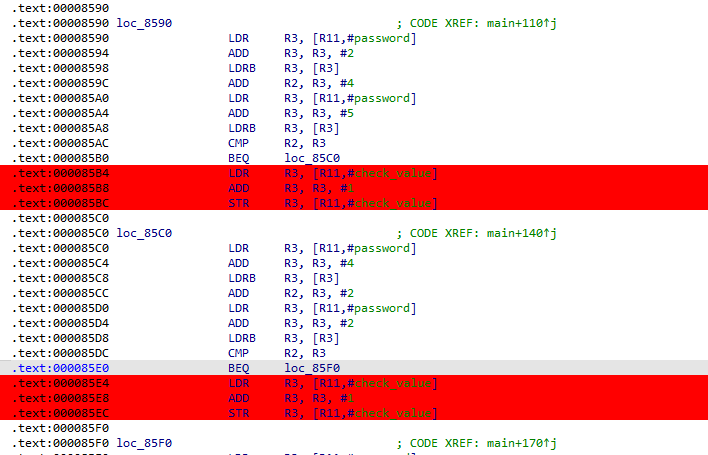 .text:00008590
.text:00008590 loc_8590 ; CODE XREF: main+110↑j
.text:00008590 LDR R3, [R11,#password]
.text:00008594 ADD R3, R3, #2
.text:00008598 LDRB R3, [R3]
.text:0000859C ADD R2, R3, #4
.text:000085A0 LDR R3, [R11,#password]
.text:000085A4 ADD R3, R3, #5
.text:000085A8 LDRB R3, [R3]
.text:000085AC CMP R2, R3
.text:000085B0 BEQ loc_85C0
.text:000085B4 LDR R3, [R11,#check_value]
.text:000085B8 ADD R3, R3, #1
.text:000085BC STR R3, [R11,#check_value]
.text:000085C0
.text:000085C0 loc_85C0 ; CODE XREF: main+140↑j
.text:000085C0 LDR R3, [R11,#password]
.text:000085C4 ADD R3, R3, #4
.text:000085C8 LDRB R3, [R3]
.text:000085CC ADD R2, R3, #2
.text:000085D0 LDR R3, [R11,#password]
.text:000085D4 ADD R3, R3, #2
.text:000085D8 LDRB R3, [R3]
.text:000085DC CMP R2, R3
.text:000085E0 BEQ loc_85F0
.text:000085E4 LDR R3, [R11,#check_value]
.text:000085E8 ADD R3, R3, #1
.text:000085EC STR R3, [R11,#check_value]
.text:000085F0
.text:000085F0 loc_85F0 ; CODE XREF: main+170↑j